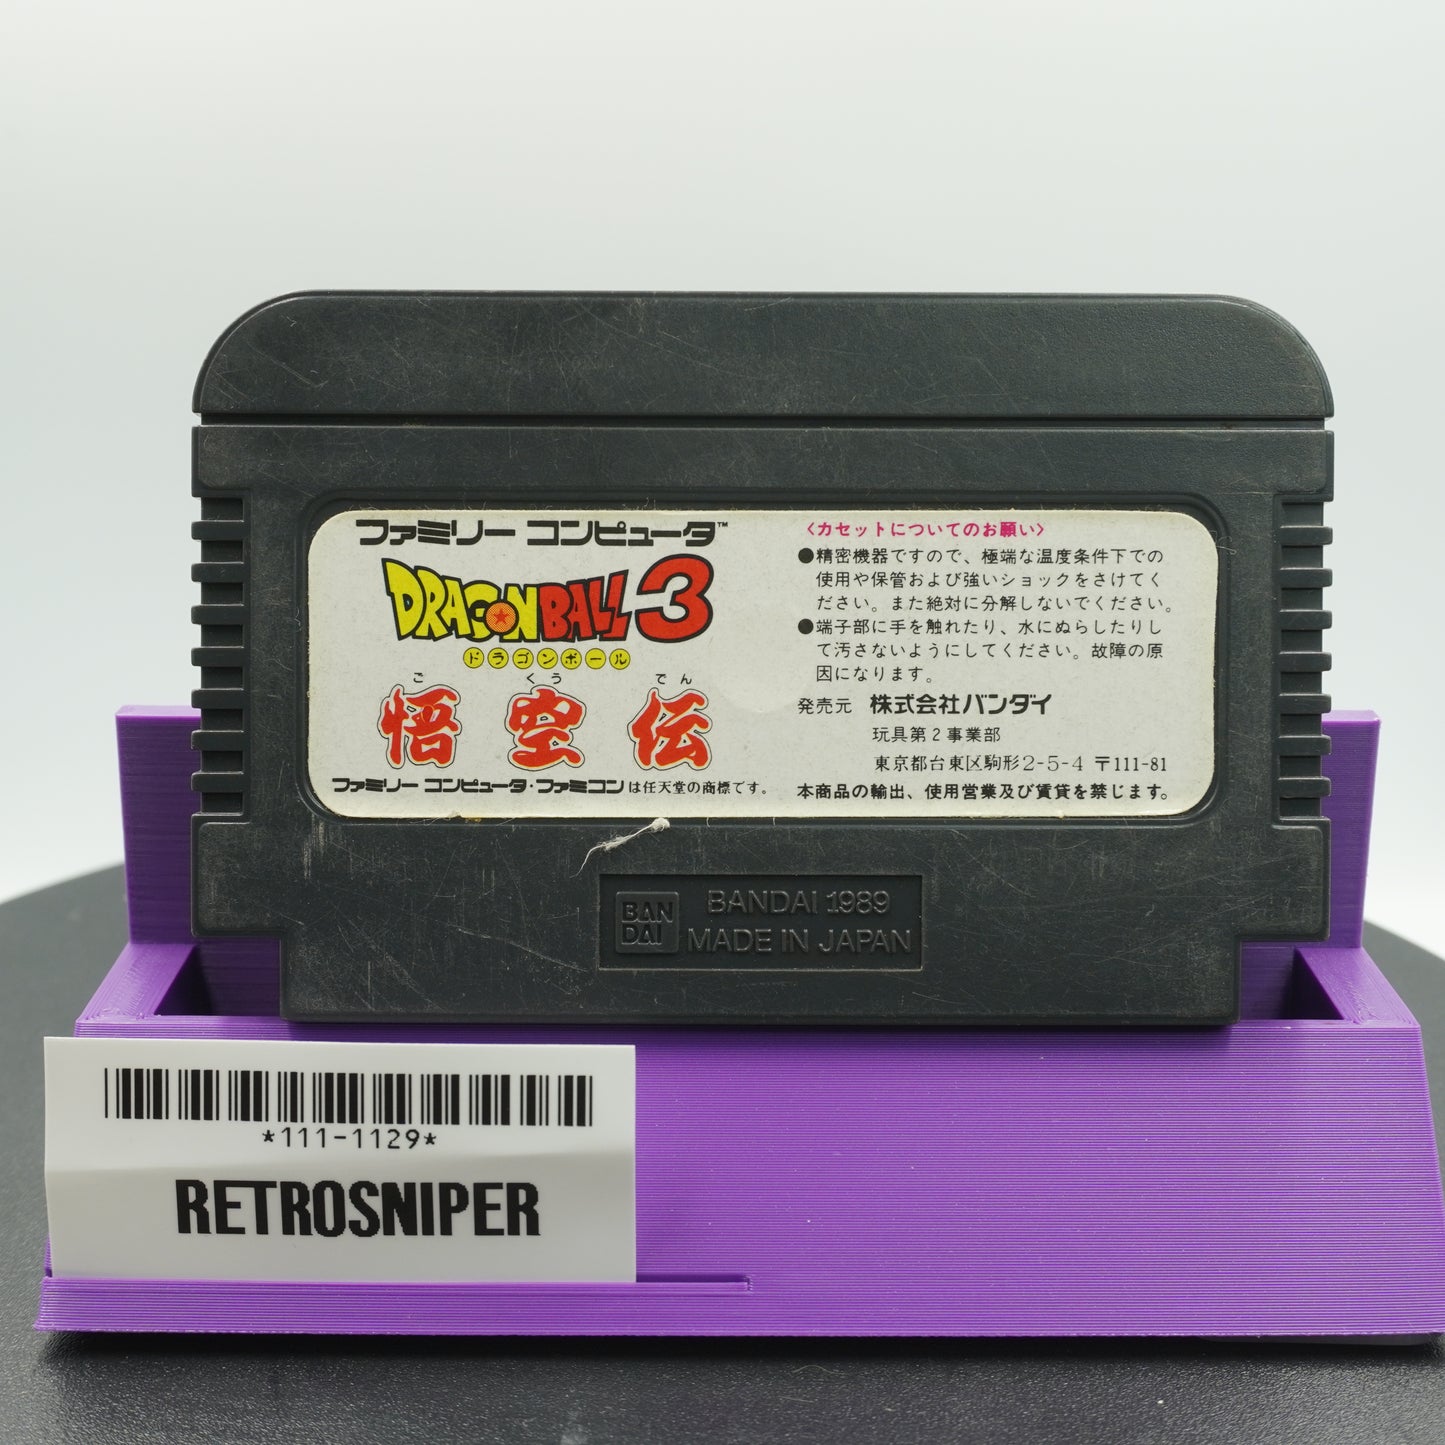 ファミリー コンピュータ™
DRAGON BALL 3
ドラゴンボール
ご くう でん
悟空伝
ファミリー コンピュータ・ファミコンは任天堂の商標です。
〈カセットについてのお願い〉
●精密機器ですので、極端な温度条件下での
使用や保管および強いショックをさけてく
ださい。また絶対に分解しないでください。
●端子部に手を触れたり、水にぬらしたりし
て汚さないようにしてください。故障の原
因になります。
発売元 株式会社バンダイ
玩具第2事業部
東京都台東区駒形2-5-4 〒111-81
本商品の輸出、使用営業及び賃貸を禁じます。
BAN
DAI
BANDAI 1989
MADE IN JAPAN
*111-1129*
RETROSNIPER